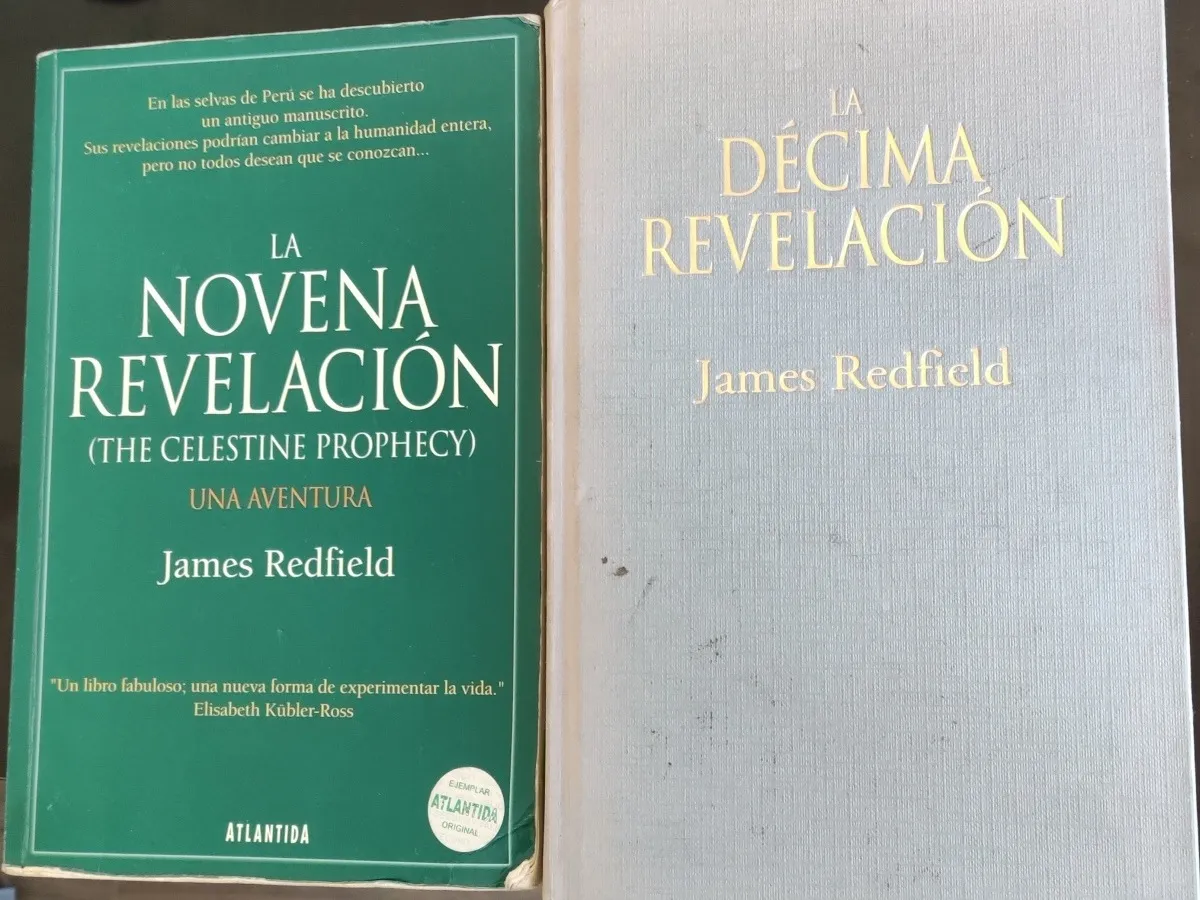 En las selvas de Perú se ha descubierto
un antiguo manuscrito.
Sus revelaciones podrían cambiar a la humanidad entera,
pero no todos desean que se conozcan...
LA
NOVENA
REVELACIÓN
(THE CELESTINE PROPHECY)
UNA AVENTURA
James Redfield
"Un libro fabuloso; una nueva forma de experimentar la vida."
Elisabeth Kübler-Ross
EJEMPLAR
ATLANTIDA
ORIGINAL
ATLANTIDA
LA
DÉCIMA
REVELACIÓN
James Redfield